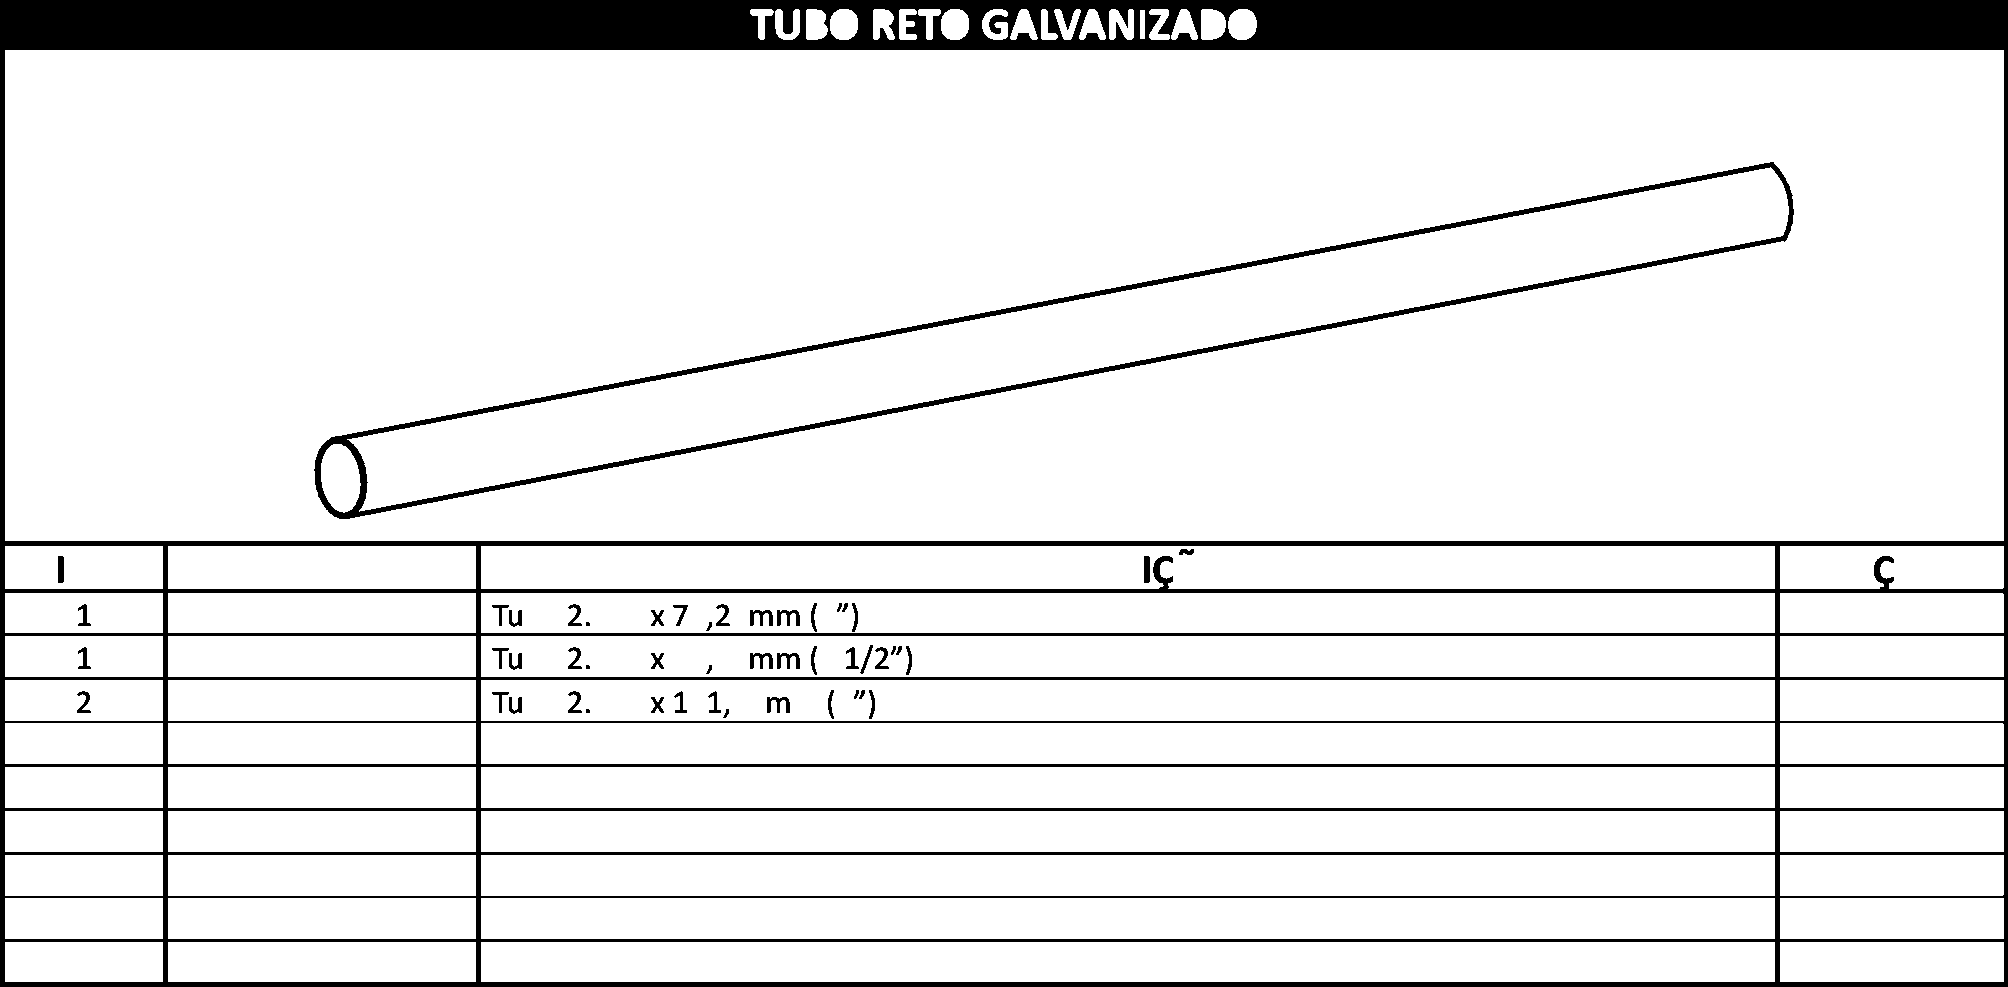 TUBO RETO GALVANIZADO
I IÇ˜ Ç
1 Tu 2. x 7 ,2 mm ( ”)
1 Tu 2. x , mm ( 1/2”)
2 Tu 2. x 1 1, m ( ”)